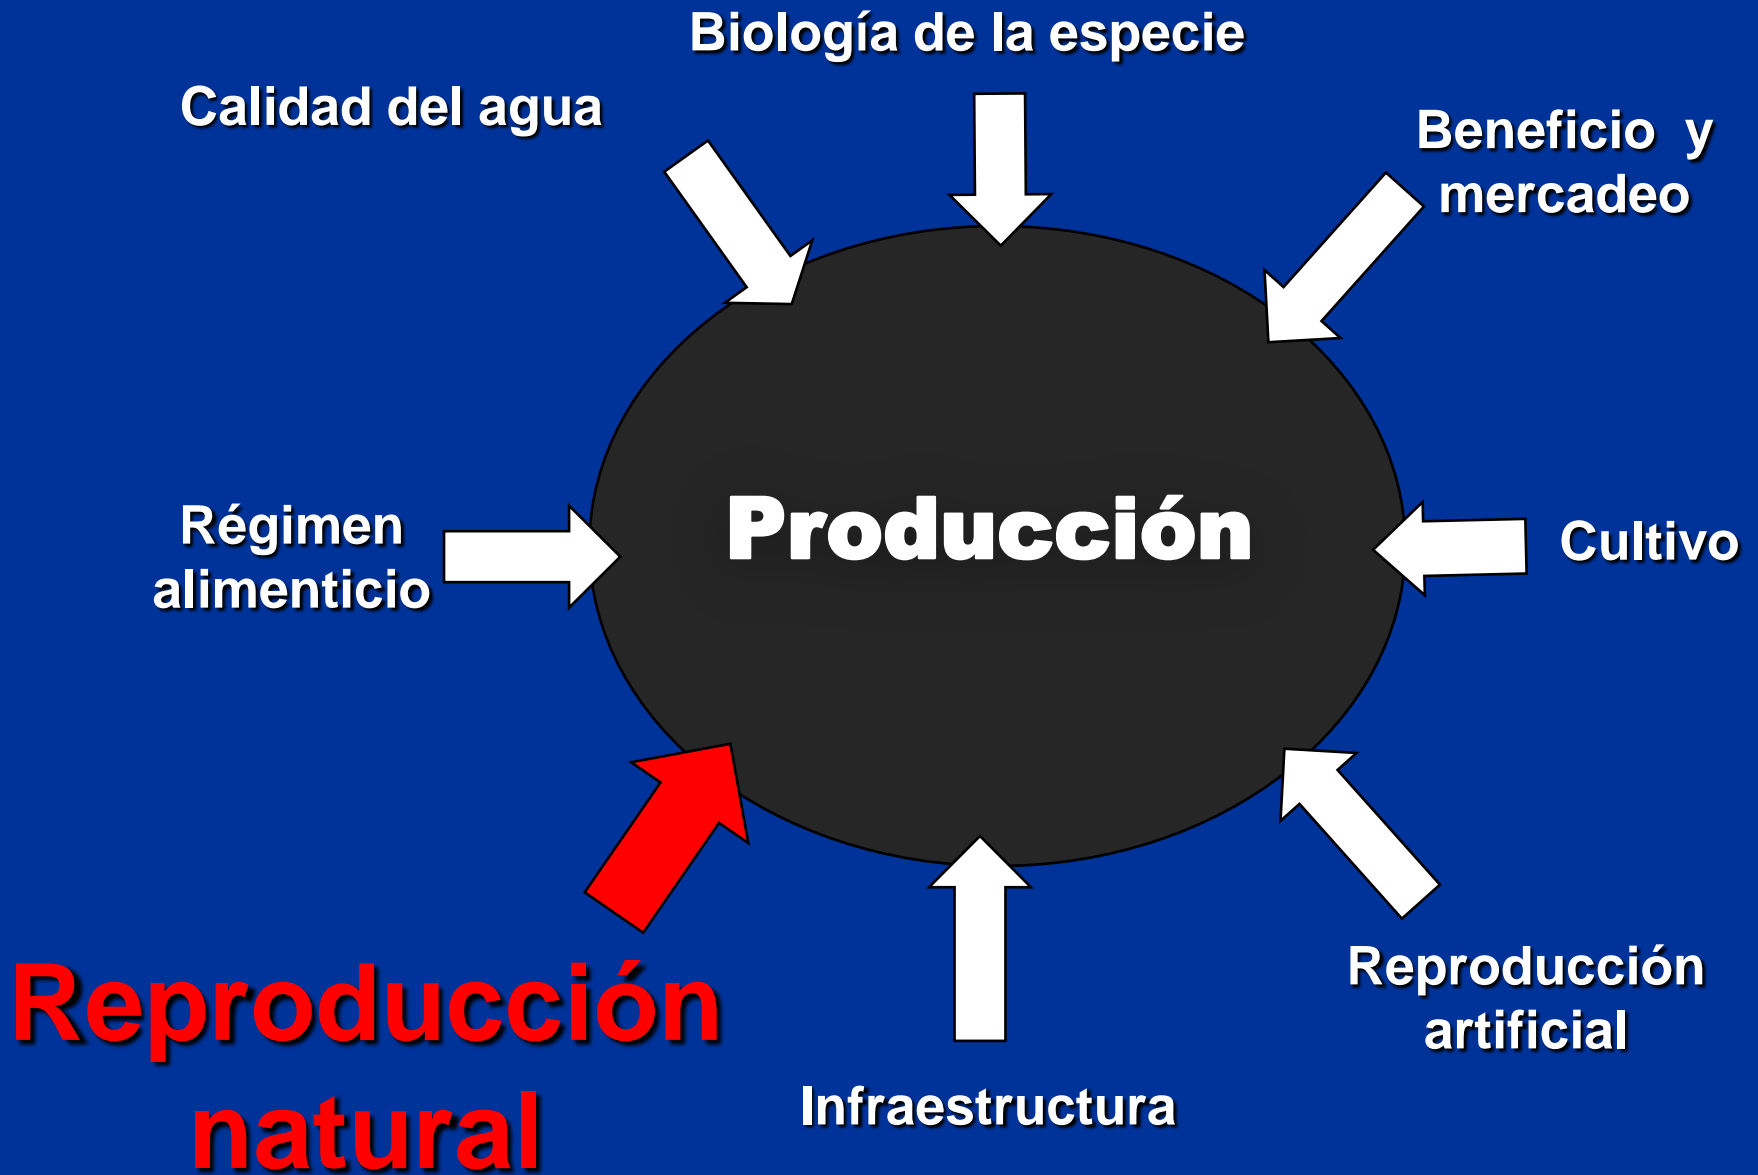 Biología de la especie
Calidad del agua
Beneficio y
mercadeo
Régimen
alimenticio
Producción
Cultivo
Reproducción
natural
Infraestructura
Reproducción
artificial